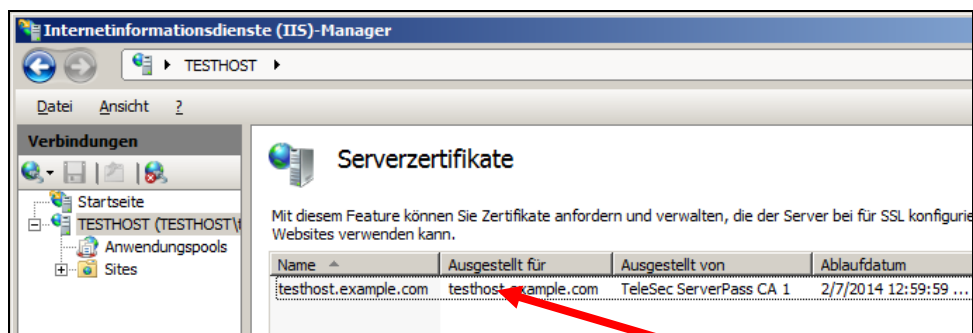 Internetinformationsdienste (IIS)-Manager
TESTHOST
Datei Ansicht ?
Verbindungen
Startseite
TESTHOST (TESTHOST\
Anwendungspools
Sites
Serverzertifikate
Mit diesem Feature können Sie Zertifikate anfordern und verwalten, die der Server bei für SSL konfigurie
Websites verwenden kann.
Name Ausgestellt für Ausgestellt von Ablaufdatum
testhost.example.com testhost.example.com TeleSec ServerPass CA 1 2/7/2014 12:59:59 ...